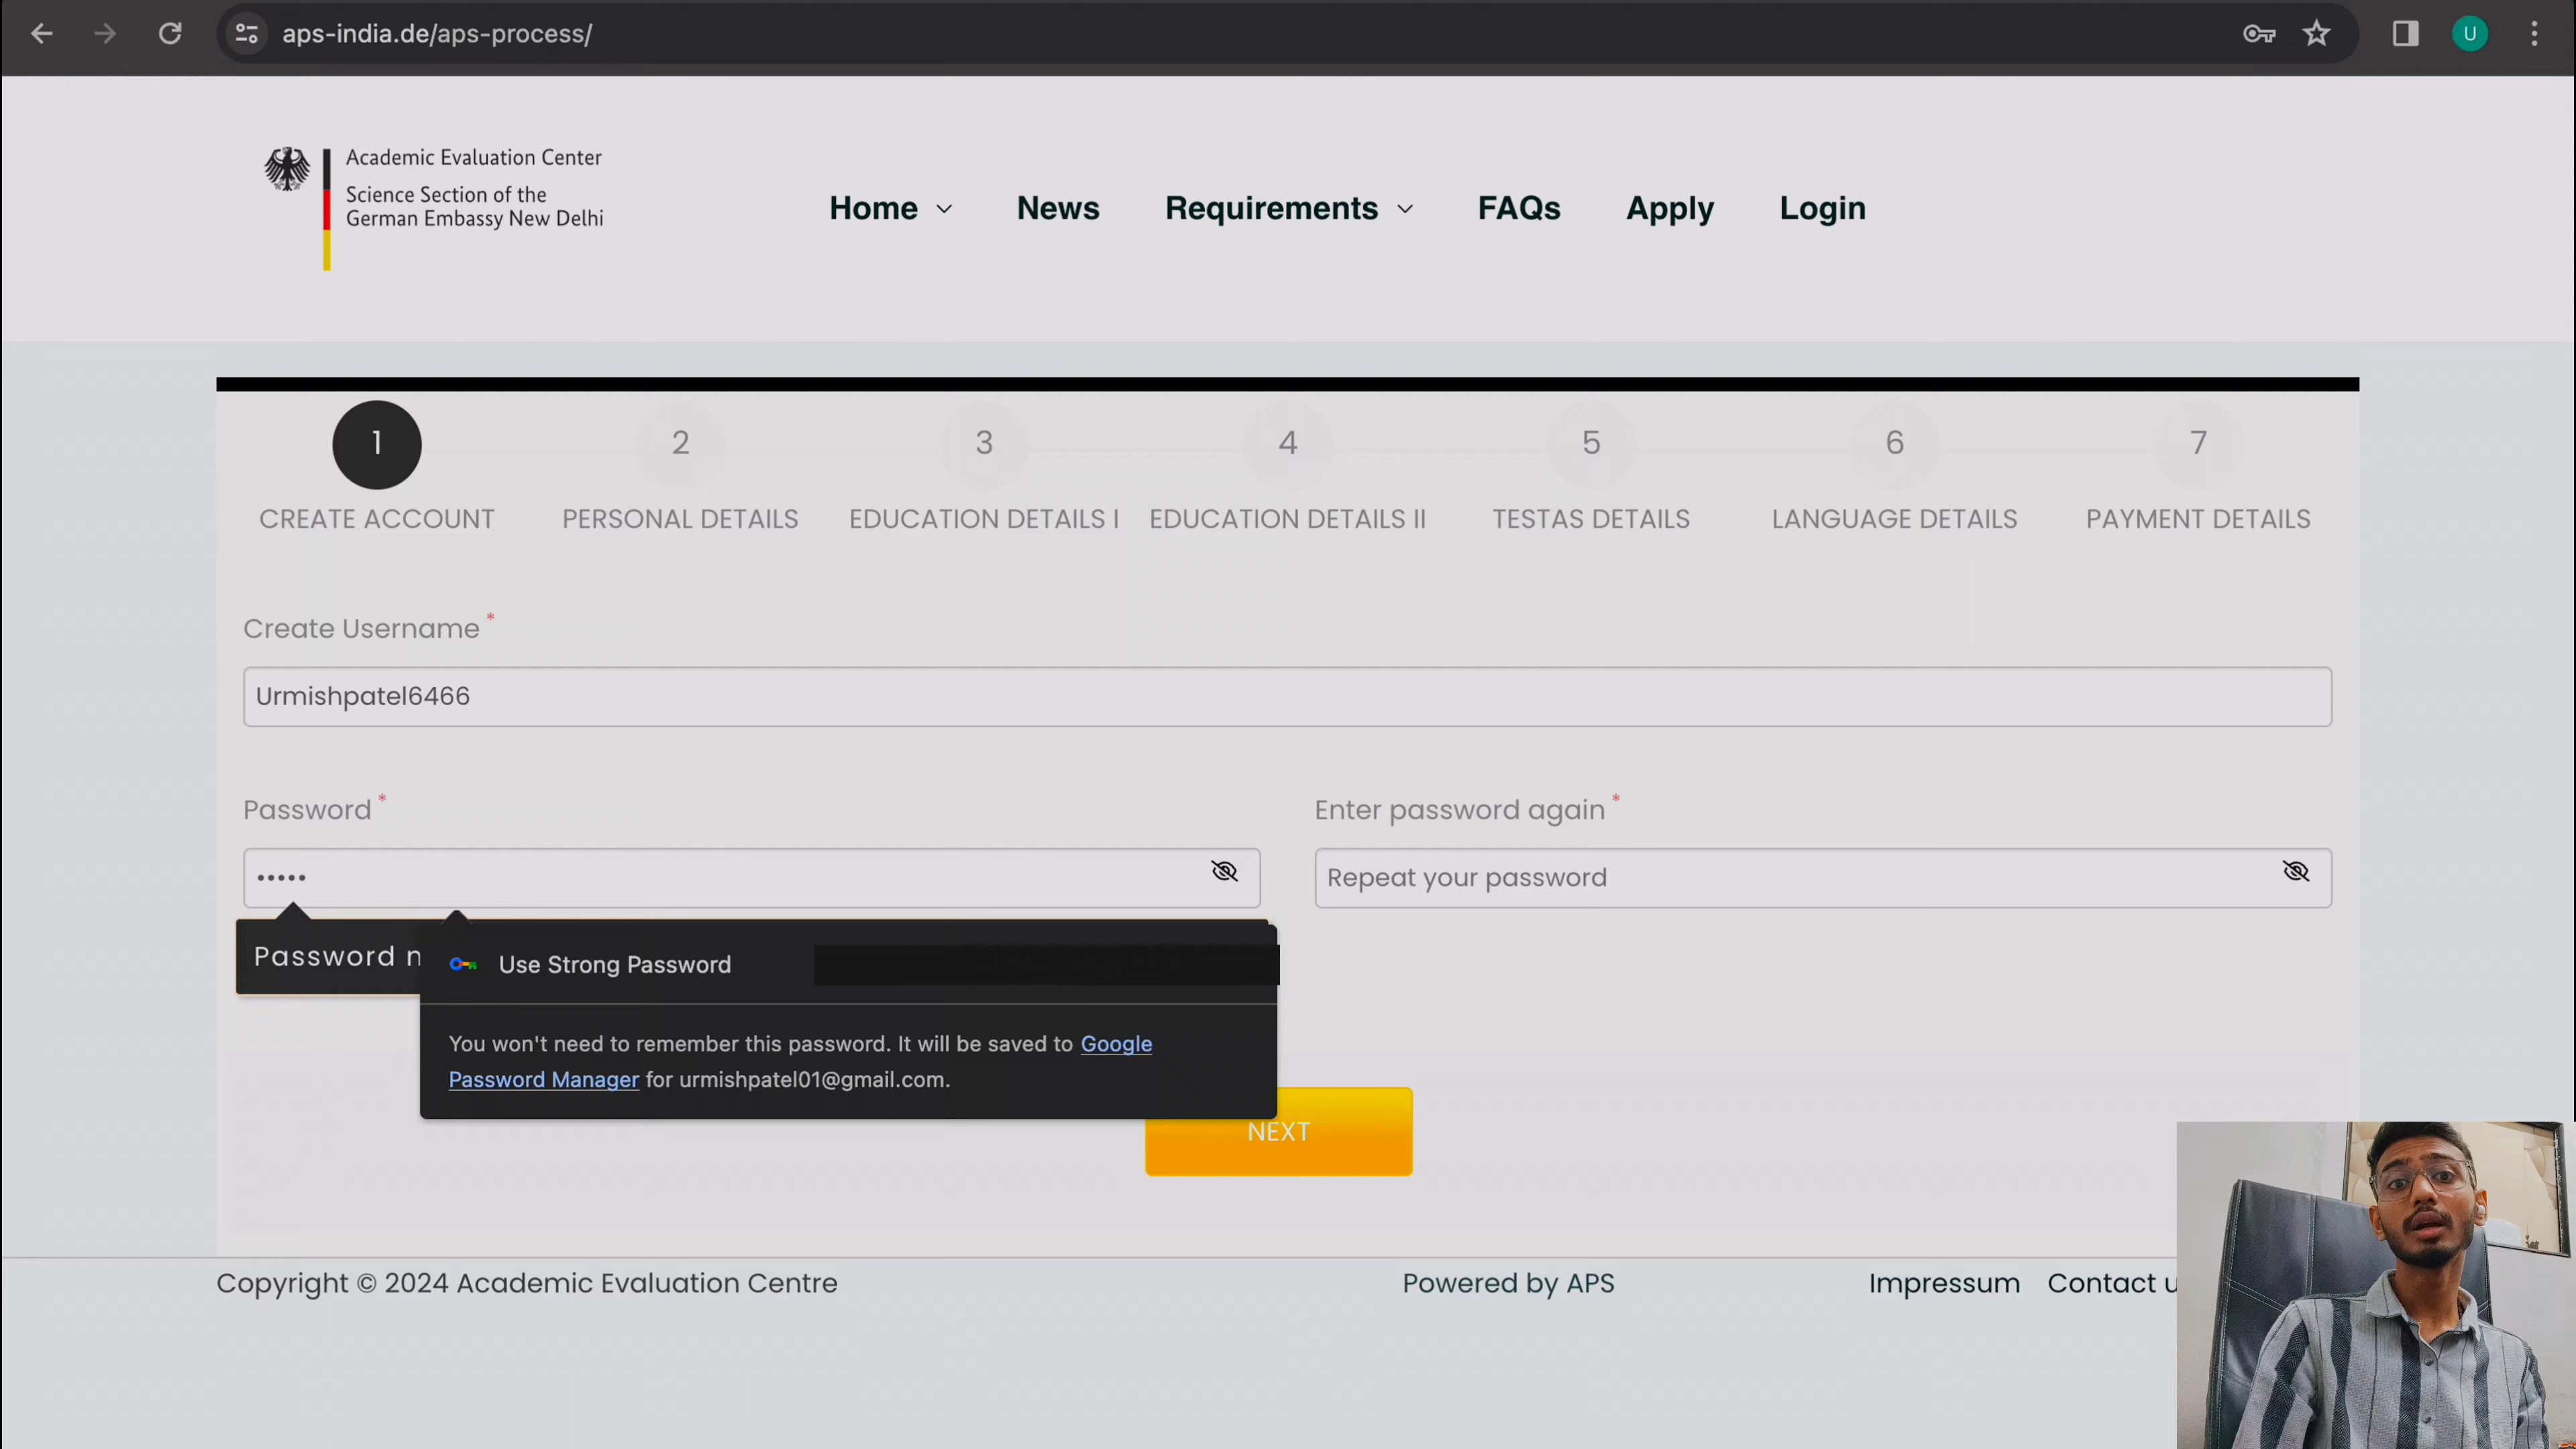 aps-india.de/aps-process/
U
Academic Evaluation Center
Science Section of the
German Embassy New Delhi
Home
News
Requirements
FAQs
Apply
Login
1
2
3
4
5
6
7
CREATE ACCOUNT
PERSONAL DETAILS
EDUCATION DETAILS I
EDUCATION DETAILS II
TESTAS DETAILS
LANGUAGE DETAILS
PAYMENT DETAILS
Create Username *
Urmishpatel6466
Password *
Enter password again *
•••••
Repeat your password
Password n
Use Strong Password
You won't need to remember this password. It will be saved to Google
Password Manager for urmishpatel01@gmail.com.
NEXT
Copyright © 2024 Academic Evaluation Centre
Powered by APS
Impressum
Contact u